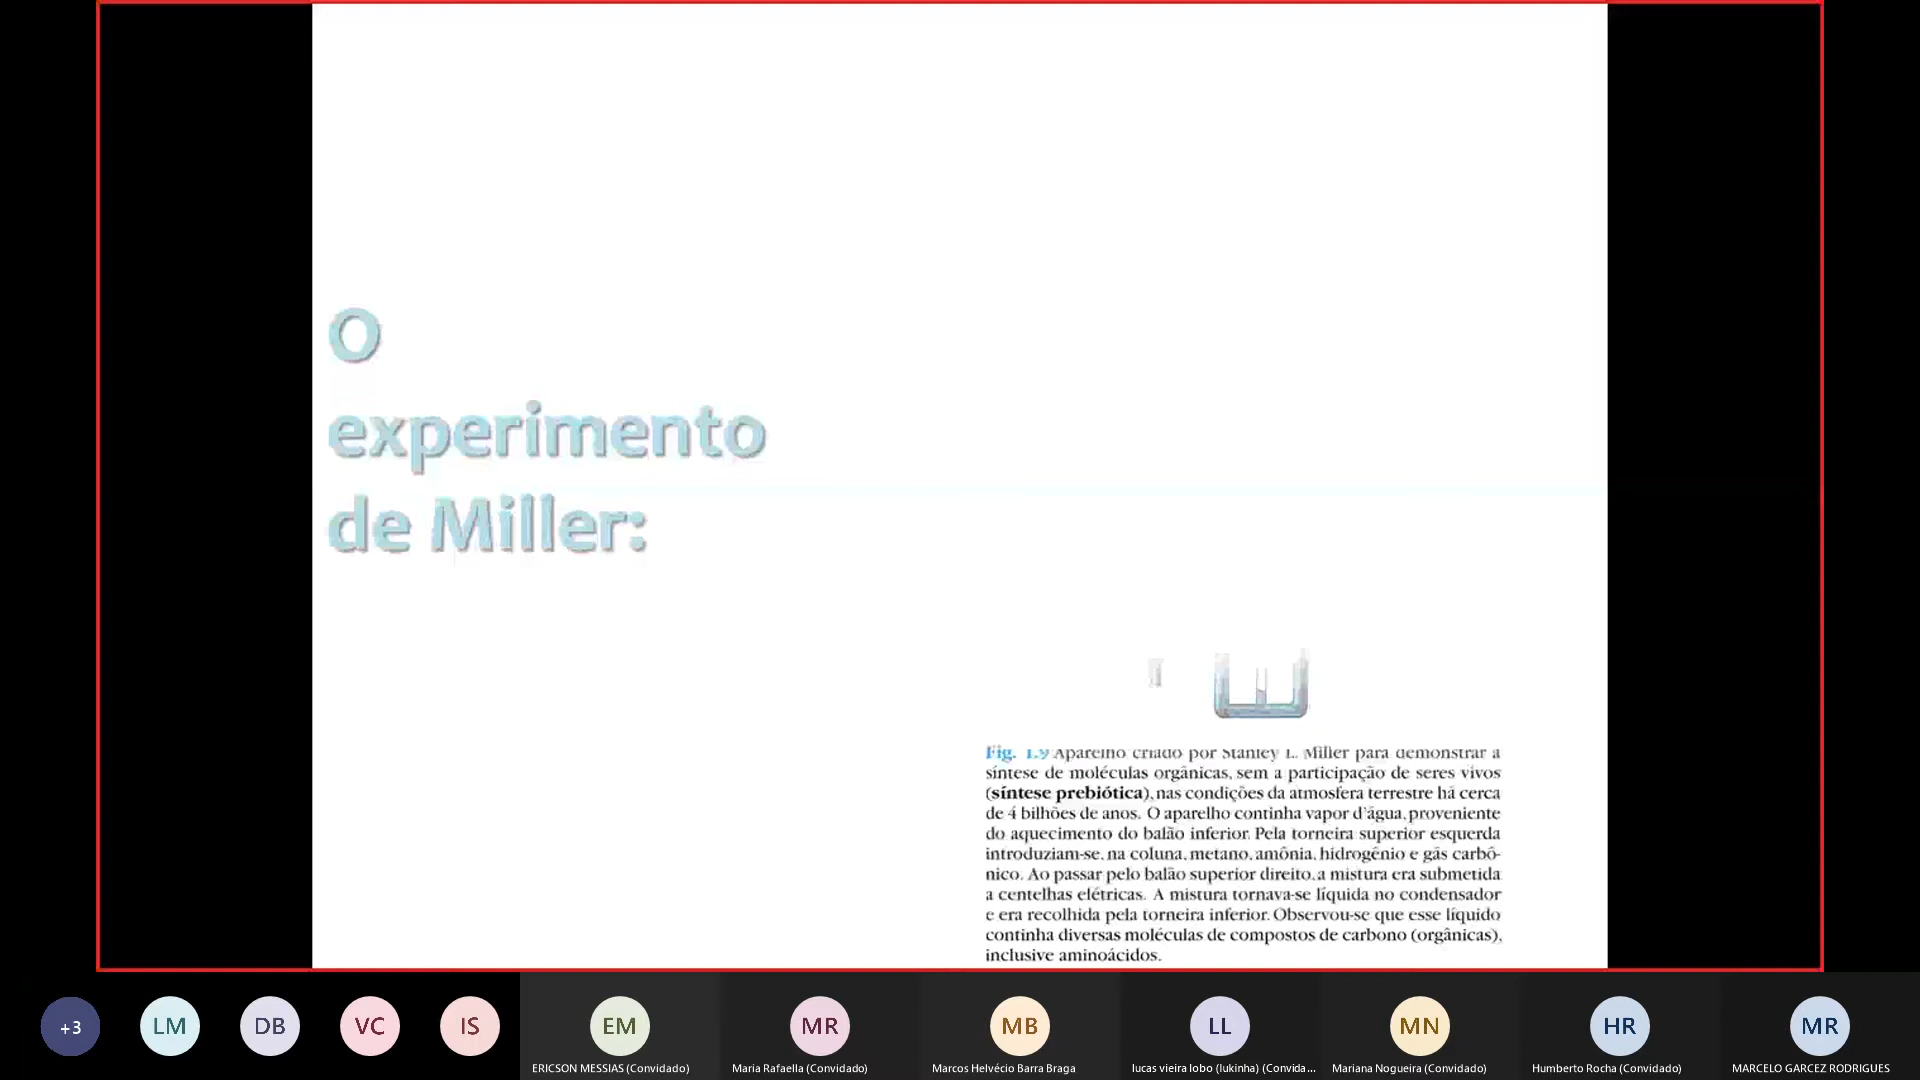 O
experimento
de Miller:
Fig. 1.9 Aparelho criado por Stanley L. Miller para demonstrar a
síntese de moléculas orgânicas, sem a participação de seres vivos
(síntese prebiótica), nas condições da atmosfera terrestre há cerca
de 4 bilhões de anos. O aparelho continha vapor d'água, proveniente
do aquecimento do balão inferior. Pela torneira superior esquerda
introduziam-se, na coluna, metano, amônia, hidrogênio e gás carbô-
nico. Ao passar pelo balão superior direito, a mistura era submetida
a centelhas elétricas. A mistura tornava-se líquida no condensador
e era recolhida pela torneira inferior. Observou-se que esse líquido
continha diversas moléculas de compostos de carbono (orgânicas),
inclusive aminoácidos.
+3 LM DB VC IS EM MR MB LL MN HR MR
ERICSON MESSIAS (Convidado) Maria Rafaella (Convidado) Marcos Helvécio Barra Braga lucas vieira lobo (lukinha) (Convida... Mariana Nogueira (Convidado) Humberto Rocha (Convidado) MARCELO GARCEZ RODRIGUES